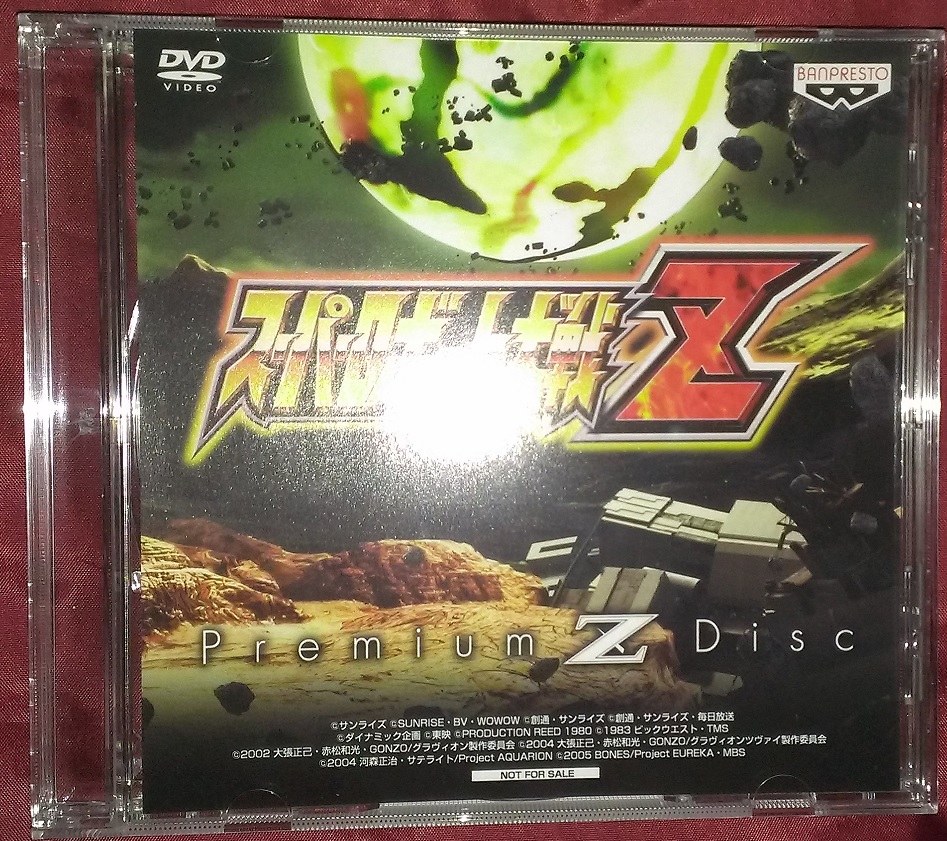 DVD
VIDEO
BANPRESTO
スーパーロボット大戦Z
Premium Z Disc
©サンライズ ©SUNRISE・BV・WOWOW ©創通・サンライズ ©創通・サンライズ・毎日放送
©ダイナミック企画 ©東映 ©PRODUCTION REED 1980 ©1983 ビックウエスト・TMS
©2002 大張正己・赤松和光・GONZO/グラヴィオン製作委員会 ©2004 大張正己・赤松和光・GONZO/グラヴィオンツヴァイ製作委員会
©2004 河森正治・サテライト/Project AQUARION ©2005 BONES/Project EUREKA・MBS
NOT FOR SALE